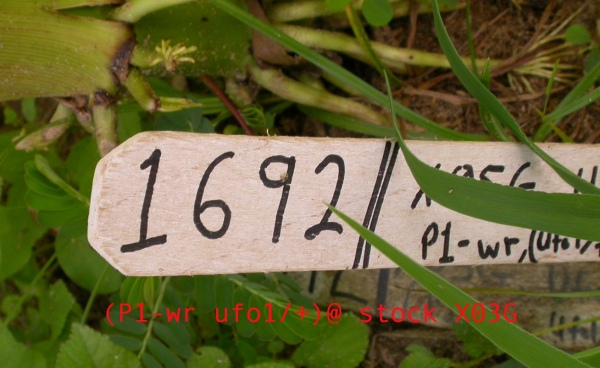 1692
P1-wr, (ufo1/
(P1-wr ufo1/+)@ stock X03G